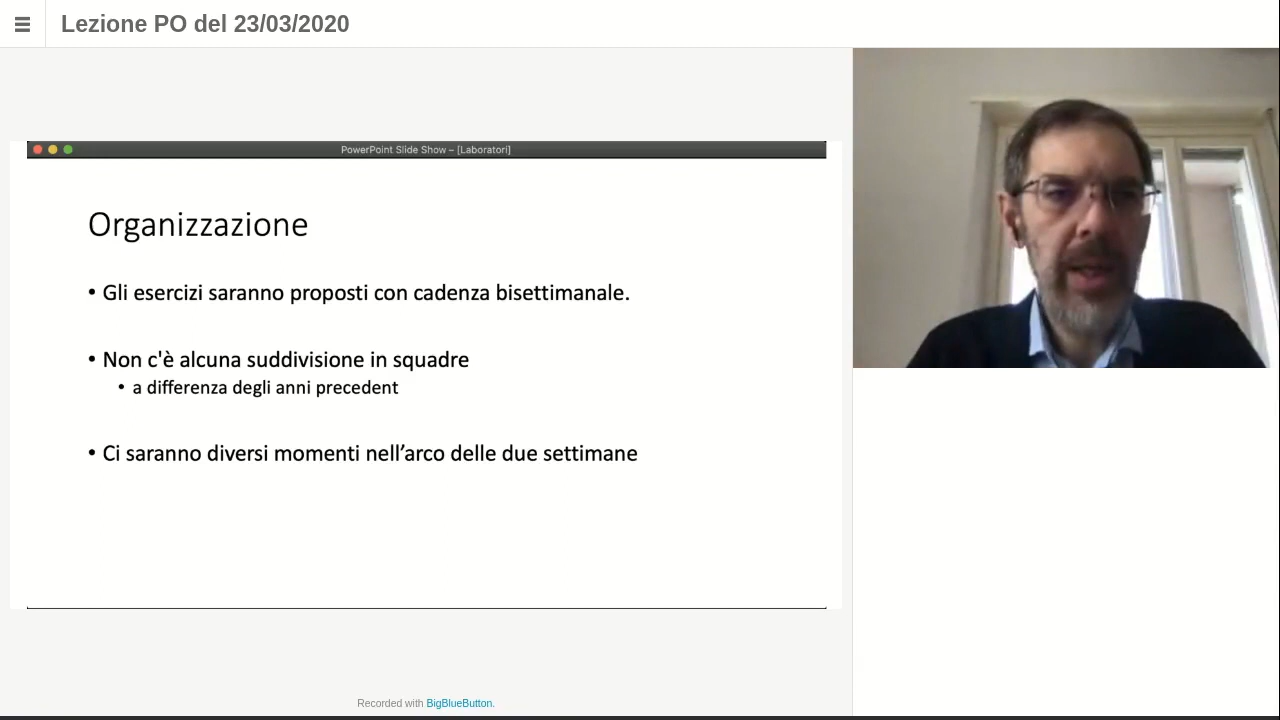 Lezione PO del 23/03/2020
PowerPoint Slide Show – [Laboratori]
Organizzazione
• Gli esercizi saranno proposti con cadenza bisettimanale.
• Non c'è alcuna suddivisione in squadre
• a differenza degli anni precedent
• Ci saranno diversi momenti nell’arco delle due settimane
Recorded with BigBlueButton.